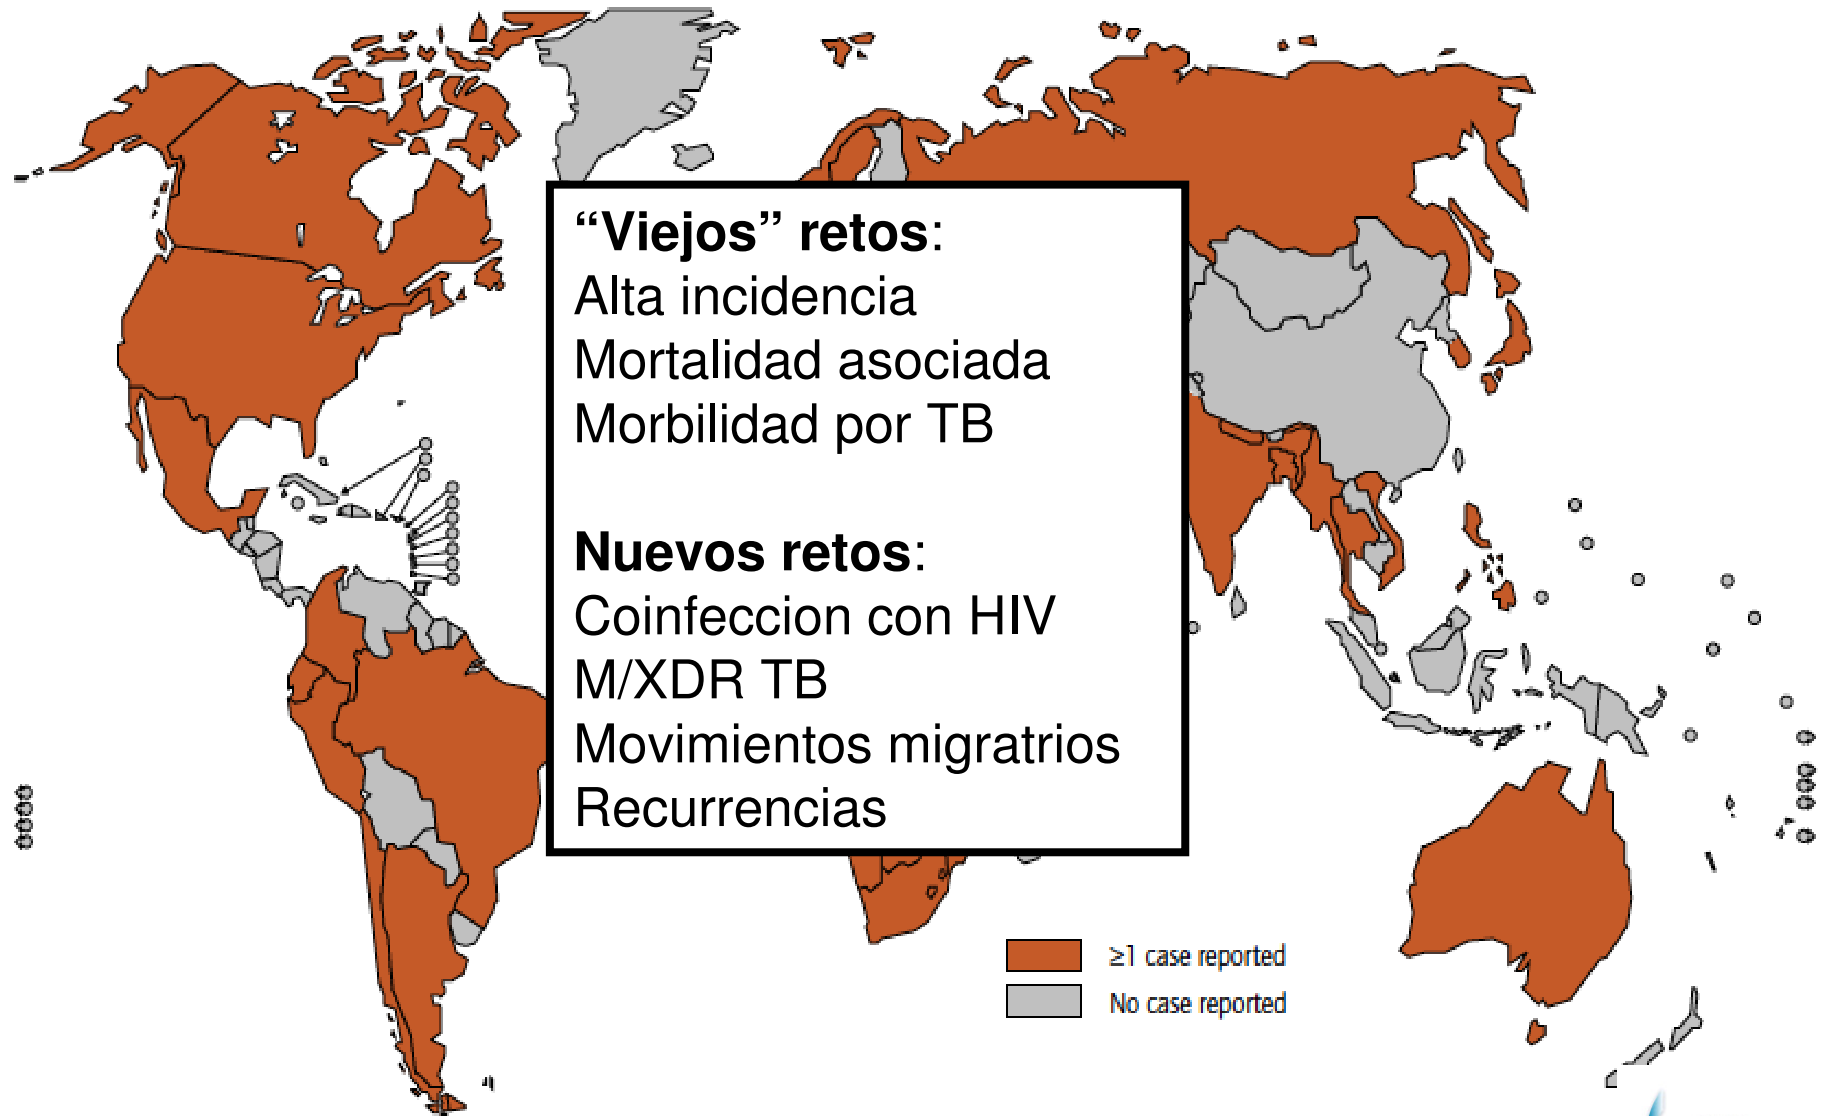 “Viejos” retos:
Alta incidencia
Mortalidad asociada
Morbilidad por TB
Nuevos retos:
Coinfeccion con HIV
M/XDR TB
Movimientos migratrios
Recurrencias
≥1 case reported
No case reported